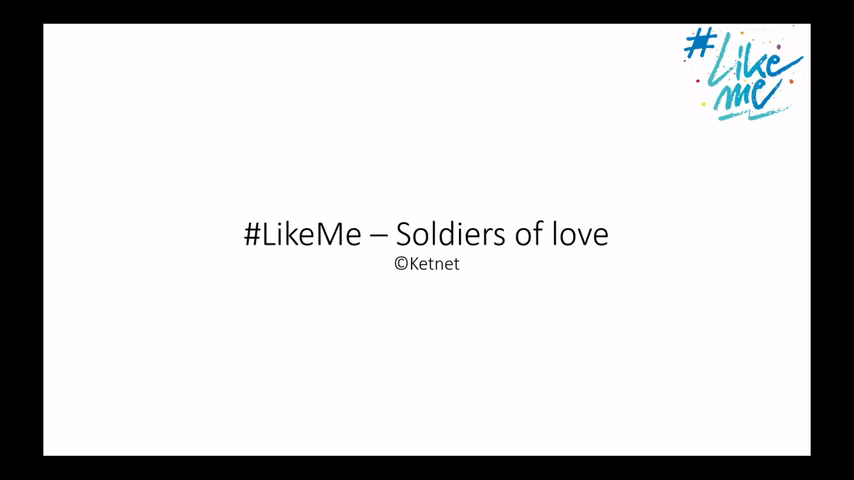 #Like
me
#LikeMe – Soldiers of love
©Ketnet